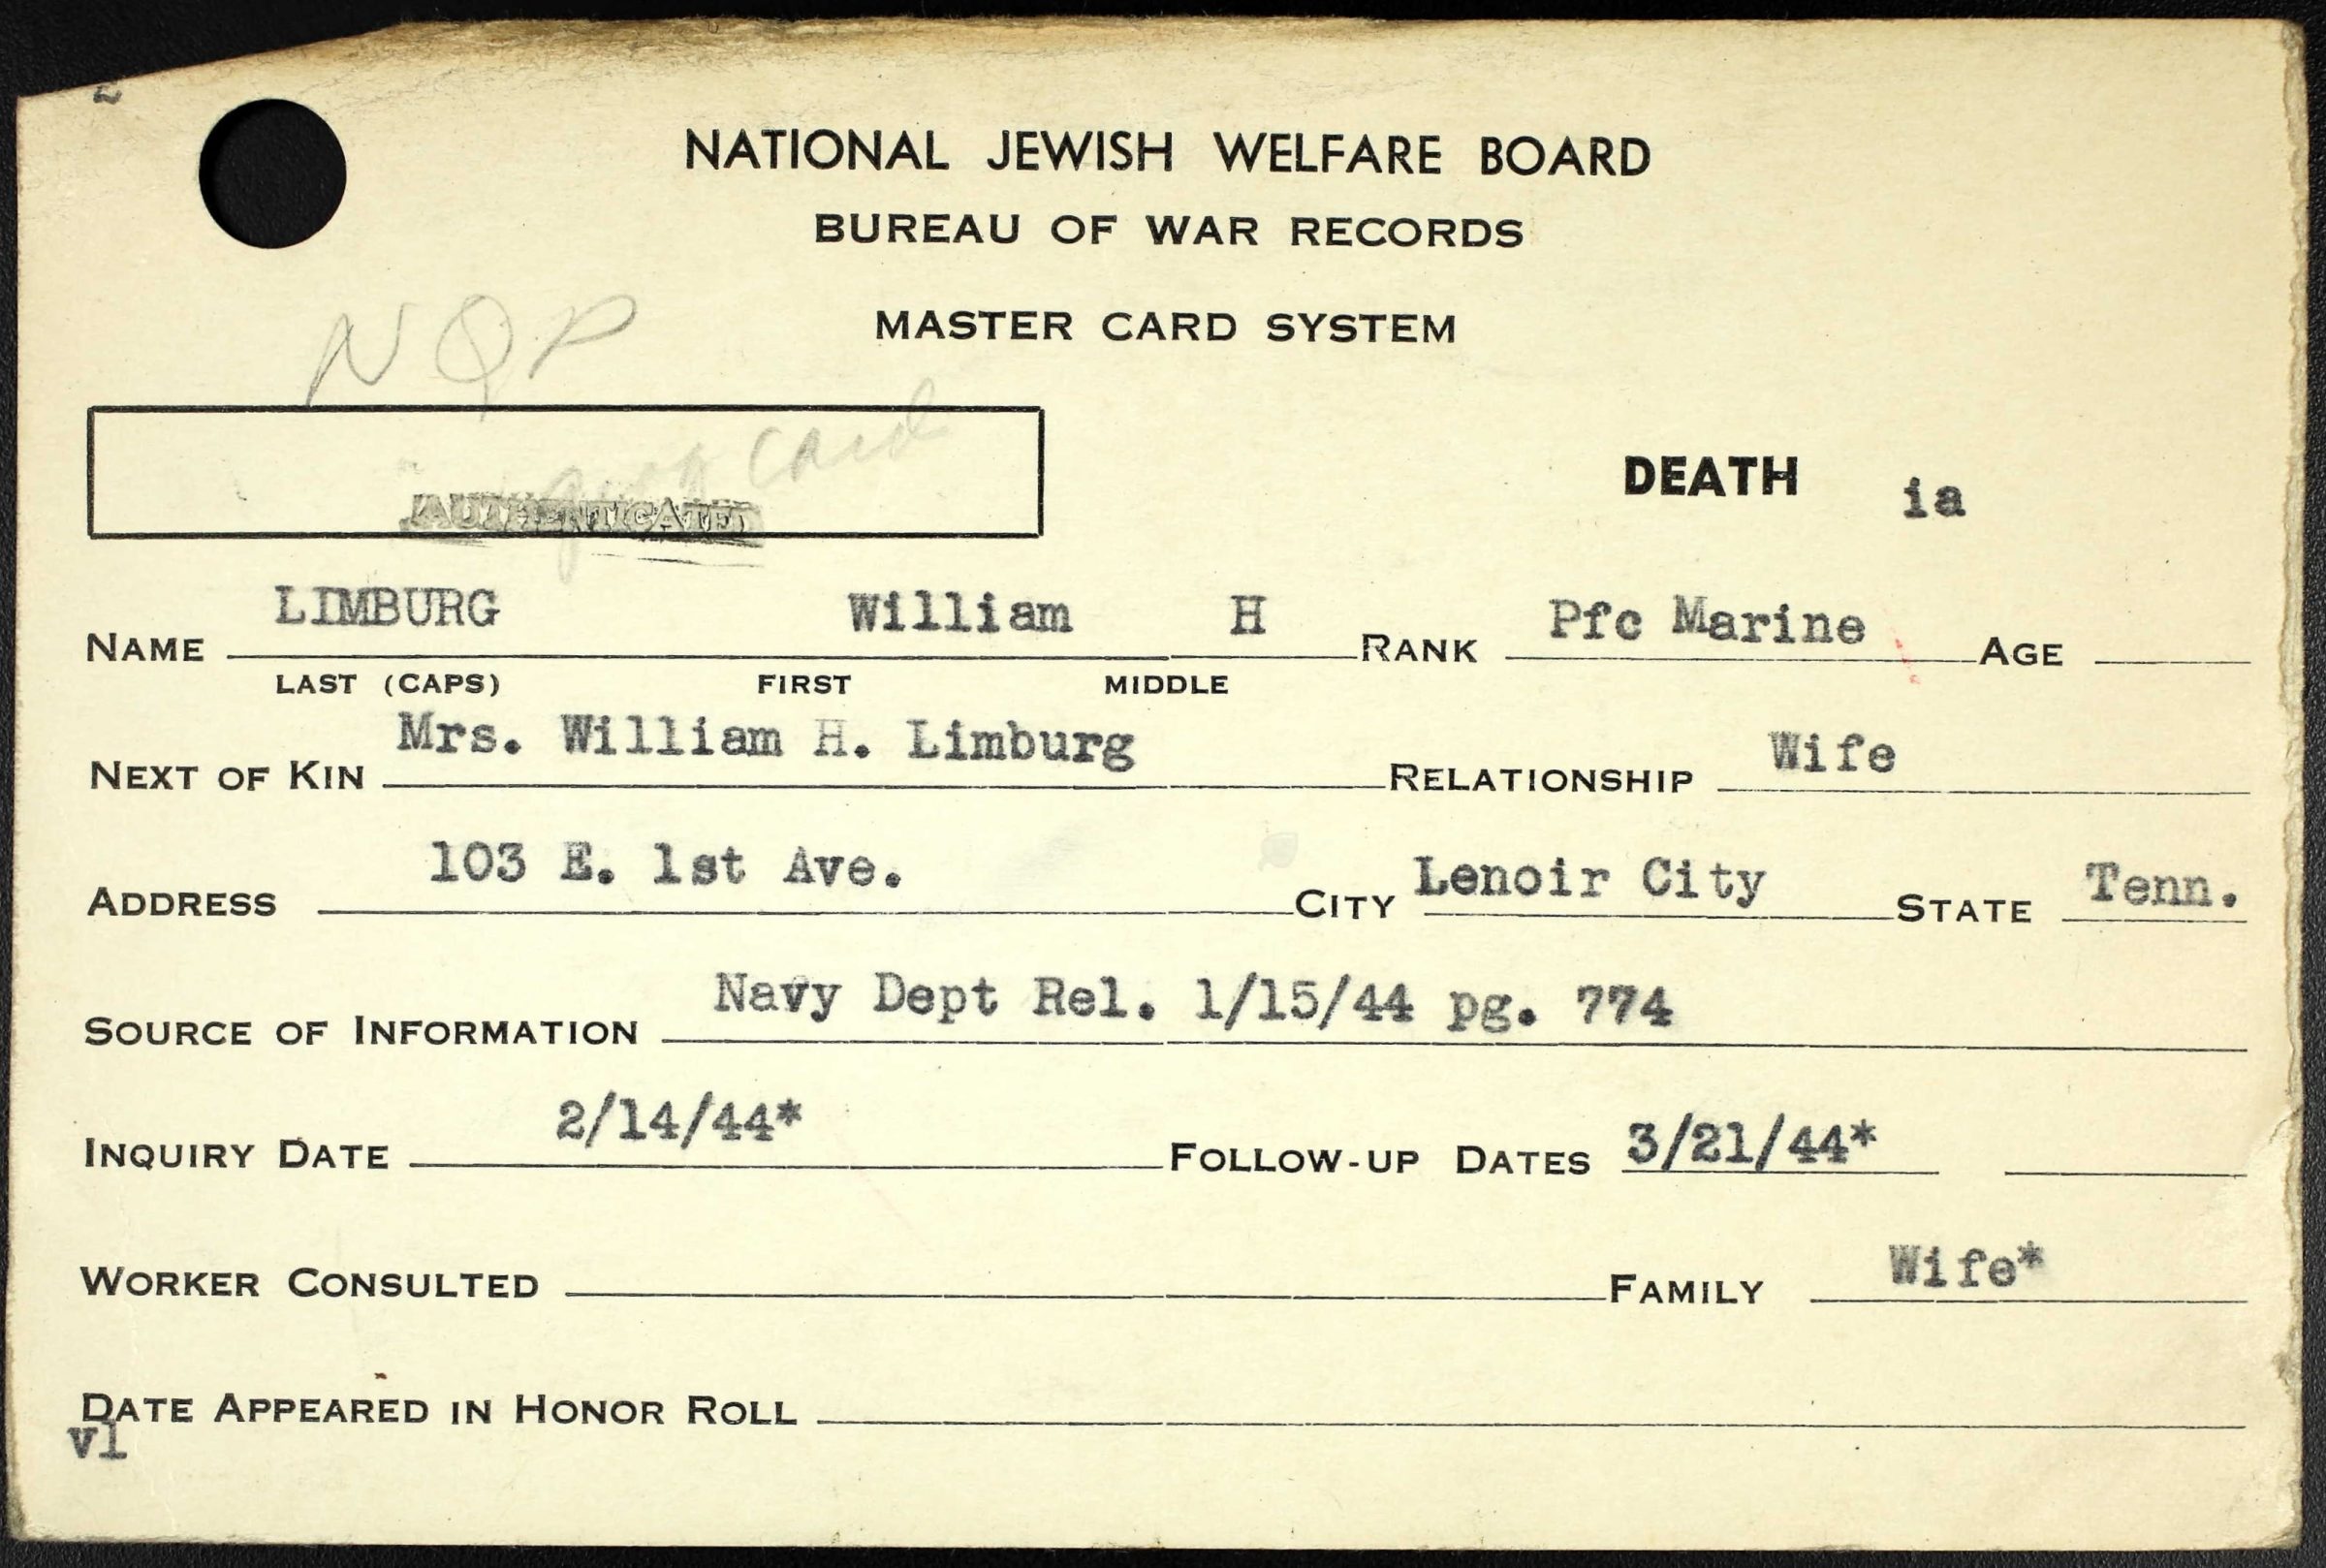 NATIONAL JEWISH WELFARE BOARD
BUREAU OF WAR RECORDS
MASTER CARD SYSTEM
NQP
card
AUTHENTICATED
DEATH ia
NAME LIMBURG William H RANK Pfc Marine AGE
LAST (CAPS) FIRST MIDDLE
NEXT OF KIN Mrs. William H. Limburg RELATIONSHIP Wife
ADDRESS 103 E. 1st Ave. CITY Lenoir City STATE Tenn.
SOURCE OF INFORMATION Navy Dept Rel. 1/15/44 pg. 774
INQUIRY DATE 2/14/44* FOLLOW-UP DATES 3/21/44*
WORKER CONSULTED FAMILY Wife*
DATE APPEARED IN HONOR ROLL
vl